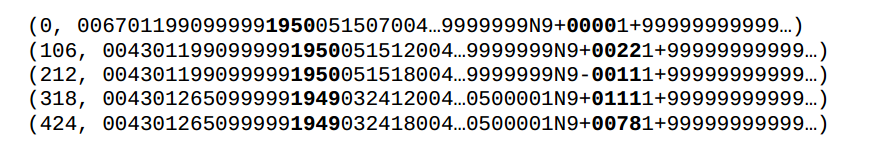 (0, 0067011990999991950051507004…9999999N9+00001+99999999999…)
(106, 0043011990999991950051512004…9999999N9+00221+99999999999…)
(212, 0043011990999991950051518004…9999999N9-00111+99999999999…)
(318, 0043012650999991949032412004…0500001N9+01111+99999999999…)
(424, 0043012650999991949032418004…0500001N9+00781+99999999999…)